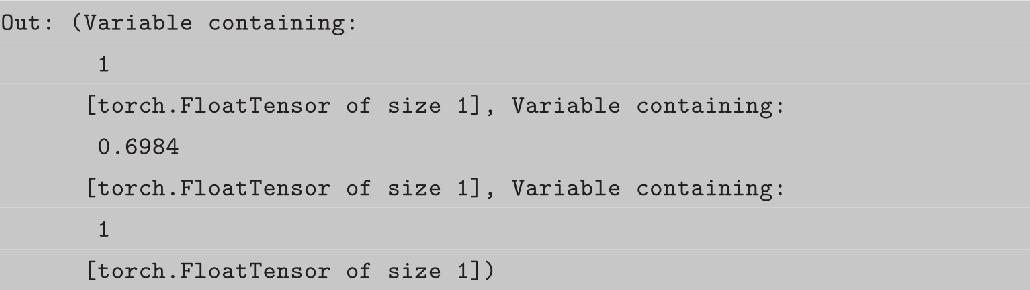 Out: (Variable containing:
1
[torch.FloatTensor of size 1], Variable containing:
0.6984
[torch.FloatTensor of size 1], Variable containing:
1
[torch.FloatTensor of size 1])